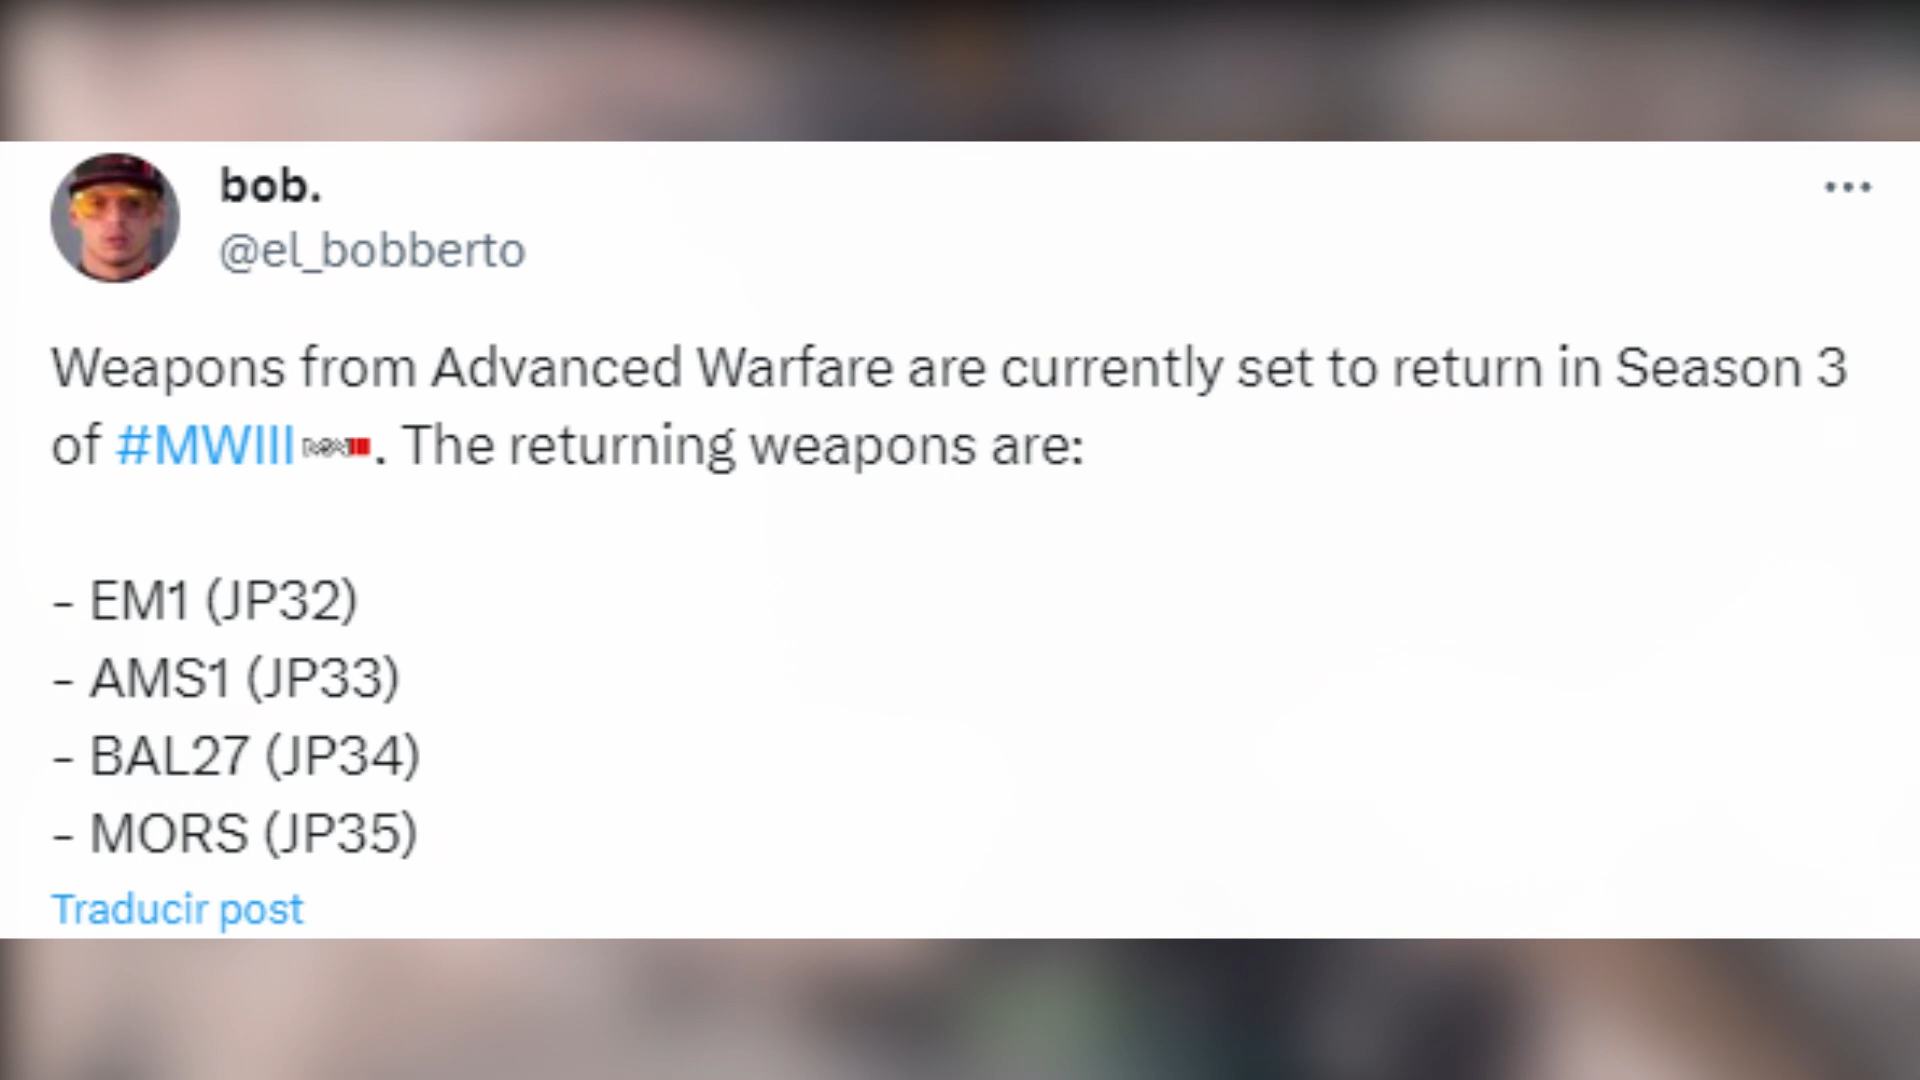 bob.
@el_bobberto
Weapons from Advanced Warfare are currently set to return in Season 3
of #MWIII. The returning weapons are:
- EM1 (JP32)
- AMS1 (JP33)
- BAL27 (JP34)
- MORS (JP35)
Traducir post